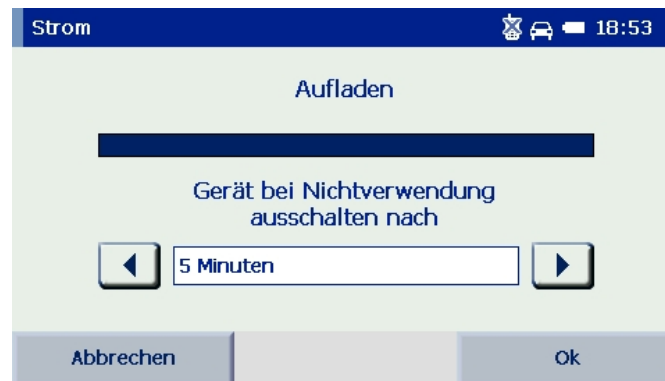 Strom
18:53
Aufladen
Gerät bei Nichtverwendung
ausschalten nach
5 Minuten
Abbrechen
Ok